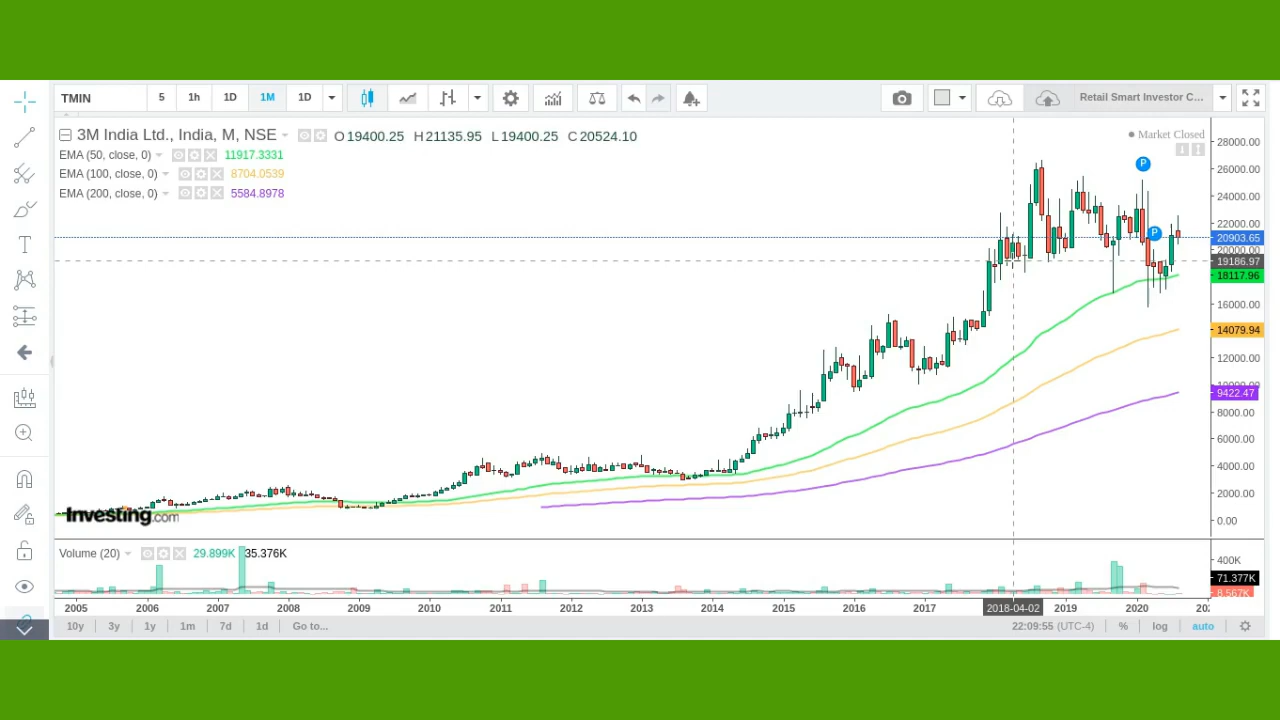 TMIN 5 1h 1D 1M 1D Retail Smart Investor C...
3M India Ltd., India, M, NSE O 19400.25 H 21135.95 L 19400.25 C 20524.10
Market Closed
EMA (50, close, 0) 11917.3331
EMA (100, close, 0) 8704.0539
EMA (200, close, 0) 5584.8978
P
P
28000.00
26000.00
24000.00
22000.00
20903.65
20000.00
19186.97
18117.96
16000.00
14079.94
12000.00
10000.00
9422.47
8000.00
6000.00
4000.00
2000.00
0.00
Investing.com
Volume (20) 29.899K 35.376K
400K
71.377K
8.567K
2005 2006 2007 2008 2009 2010 2011 2012 2013 2014 2015 2016 2017 2018-04-02 2019 2020
10y 3y 1y 1m 7d 1d Go to... 22:09:55 (UTC-4) % log auto